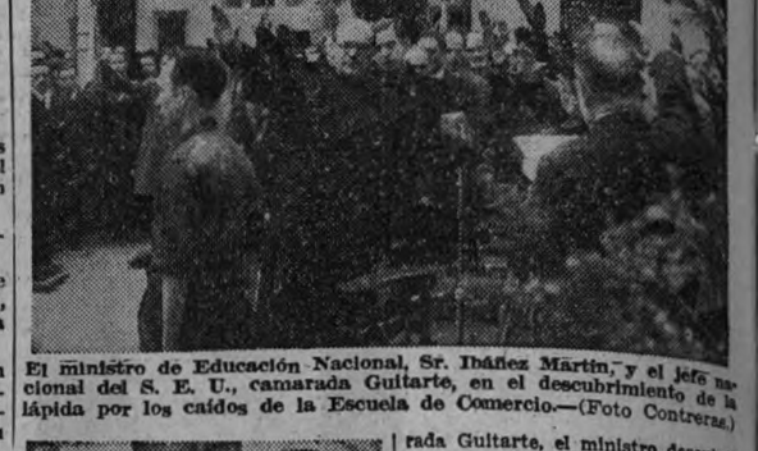 El ministro de Educación Nacional, Sr. Ibáñez Martín, y el jefe na-
cional del S. E. U., camarada Guitarte, en el descubrimiento de la
lápida por los caídos de la Escuela de Comercio.—(Foto Contreras.)
rada Guitarte, el ministro